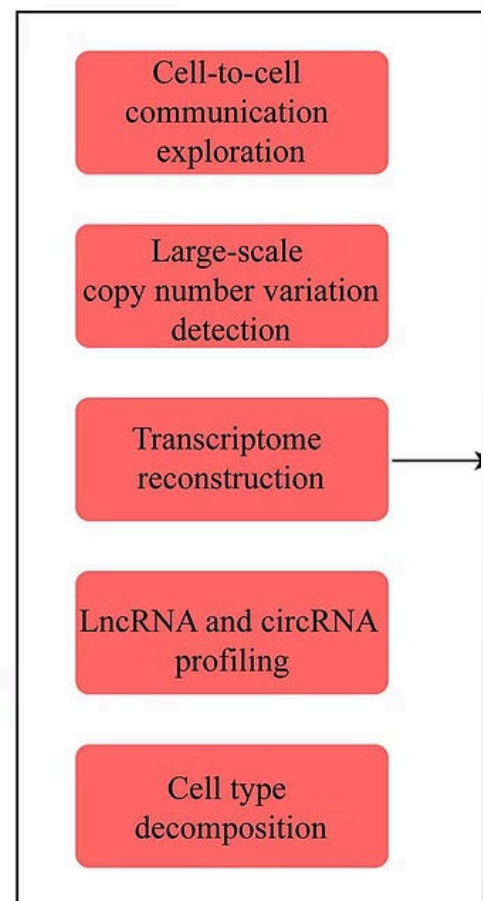 Cell-to-cell
communication
exploration
Large-scale
copy number variation
detection
Transcriptome
reconstruction
LncRNA and circRNA
profiling
Cell type
decomposition